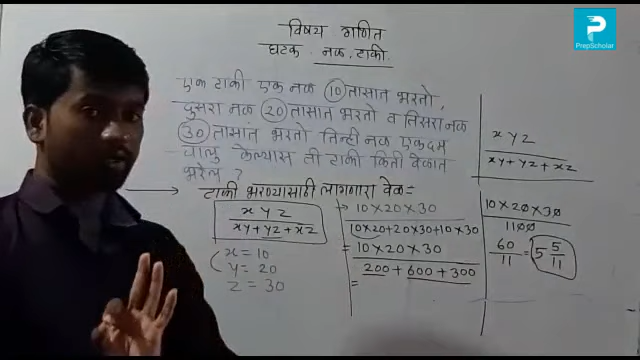 विषय गणित
घटक - नळ, टाकी.
PrepScholar
एक टाकी एक नळ 10 तासात भरतो,
दुसरा नळ 20 तासांत भरतो व तिसरा नळ
30 तासांत भरतो तिन्ही नळ एकदम
चालु केल्यास ती टाकी किती वेळात
भरेल ?
→ टाकी भरण्यासाठी लागणारा वेळ=
xyz
xy+yz+xz
x = 10
y = 20
z = 30
→ 10×20×30
10×20+20×30+10×30
= 10×20×30
200 + 600 + 300
=
xyz
xy+yz+xz
10×20×30
1100
60/11 = 5 5/11